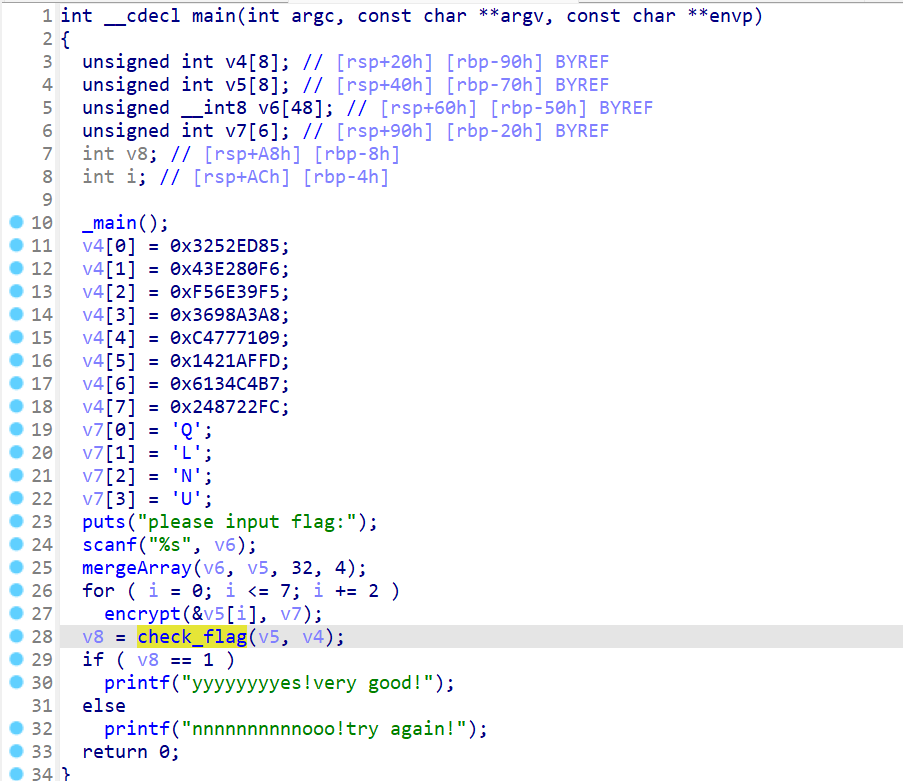 1 int __cdecl main(int argc, const char **argv, const char **envp)
2 {
3 unsigned int v4[8]; // [rsp+20h] [rbp-90h] BYREF
4 unsigned int v5[8]; // [rsp+40h] [rbp-70h] BYREF
5 unsigned __int8 v6[48]; // [rsp+60h] [rbp-50h] BYREF
6 unsigned int v7[6]; // [rsp+90h] [rbp-20h] BYREF
7 int v8; // [rsp+A8h] [rbp-8h]
8 int i; // [rsp+ACh] [rbp-4h]
9
10 _main();
11 v4[0] = 0x3252ED85;
12 v4[1] = 0x43E280F6;
13 v4[2] = 0xF56E39F5;
14 v4[3] = 0x3698A3A8;
15 v4[4] = 0xC4777109;
16 v4[5] = 0x1421AFFD;
17 v4[6] = 0x6134C4B7;
18 v4[7] = 0x248722FC;
19 v7[0] = 'Q';
20 v7[1] = 'L';
21 v7[2] = 'N';
22 v7[3] = 'U';
23 puts("please input flag:");
24 scanf("%s", v6);
25 mergeArray(v6, v5, 32, 4);
26 for ( i = 0; i <= 7; i += 2 )
27 encrypt(&v5[i], v7);
28 v8 = check_flag(v5, v4);
29 if ( v8 == 1 )
30 printf("yyyyyyyyes!very good!");
31 else
32 printf("nnnnnnnnnnooo!try again!");
33 return 0;
34 }